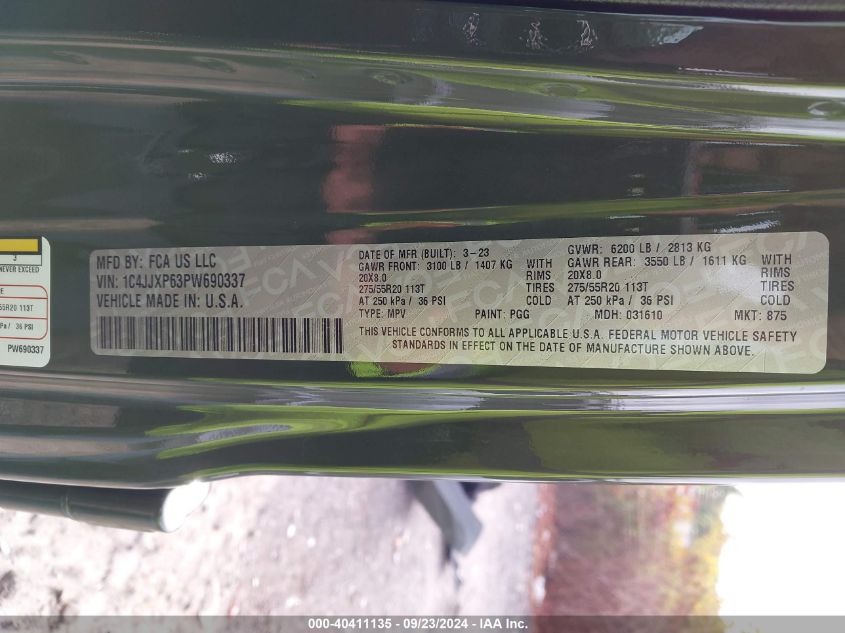 3
NEVER EXCEED
55R20 113T
kPa / 36 PSI
PW690337
MFD BY: FCA US LLC
VIN: 1C4JJXP63PW690337
VEHICLE MADE IN: U.S.A.
DATE OF MFR (BUILT): 3-23
GAWR FRONT: 3100 LB / 1407 KG WITH
20X8.0 RIMS
275/55R20 113T TIRES
AT 250 kPa / 36 PSI COLD
TYPE: MPV PAINT: PGG
GVWR: 6200 LB / 2813 KG
GAWR REAR: 3550 LB / 1611 KG WITH
20X8.0 RIMS
275/55R20 113T TIRES
AT 250 kPa / 36 PSI COLD
MDH: 031610 MKT: 875
THIS VEHICLE CONFORMS TO ALL APPLICABLE U.S.A. FEDERAL MOTOR VEHICLE SAFETY
STANDARDS IN EFFECT ON THE DATE OF MANUFACTURE SHOWN ABOVE.
000-40411135 - 09/23/2024 - IAA Inc.